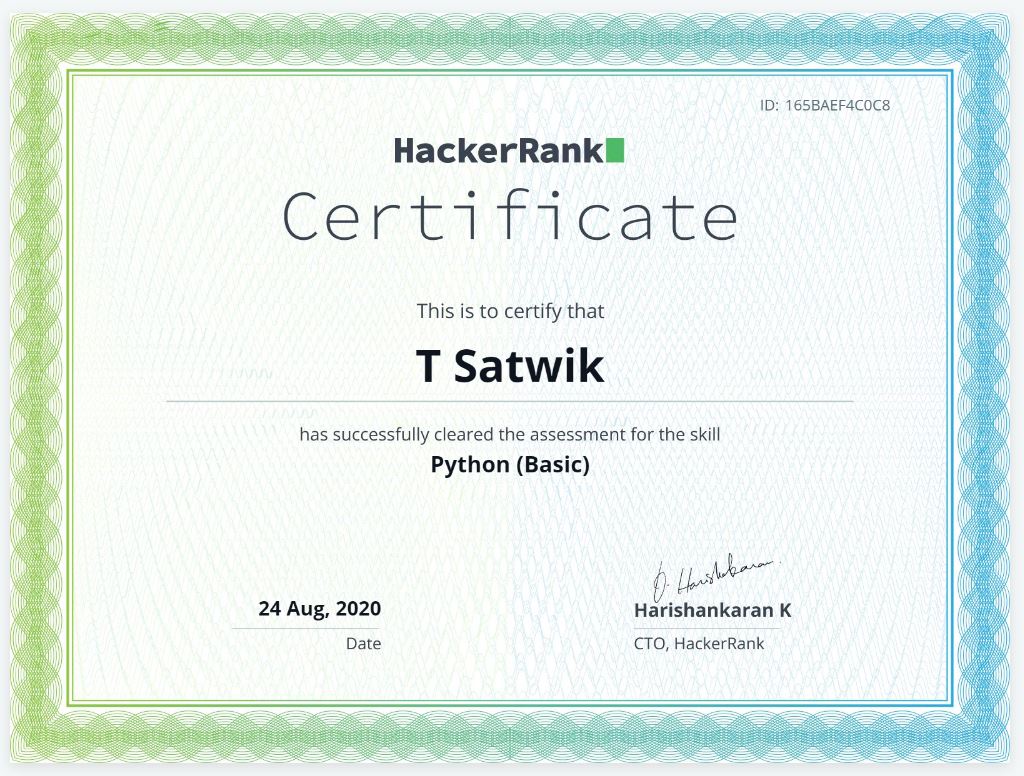 ID: 165BAEF4C0C8
HackerRank
Certificate
This is to certify that
T Satwik
has successfully cleared the assessment for the skill
Python (Basic)
24 Aug, 2020
Date
Harishankaran K
CTO, HackerRank